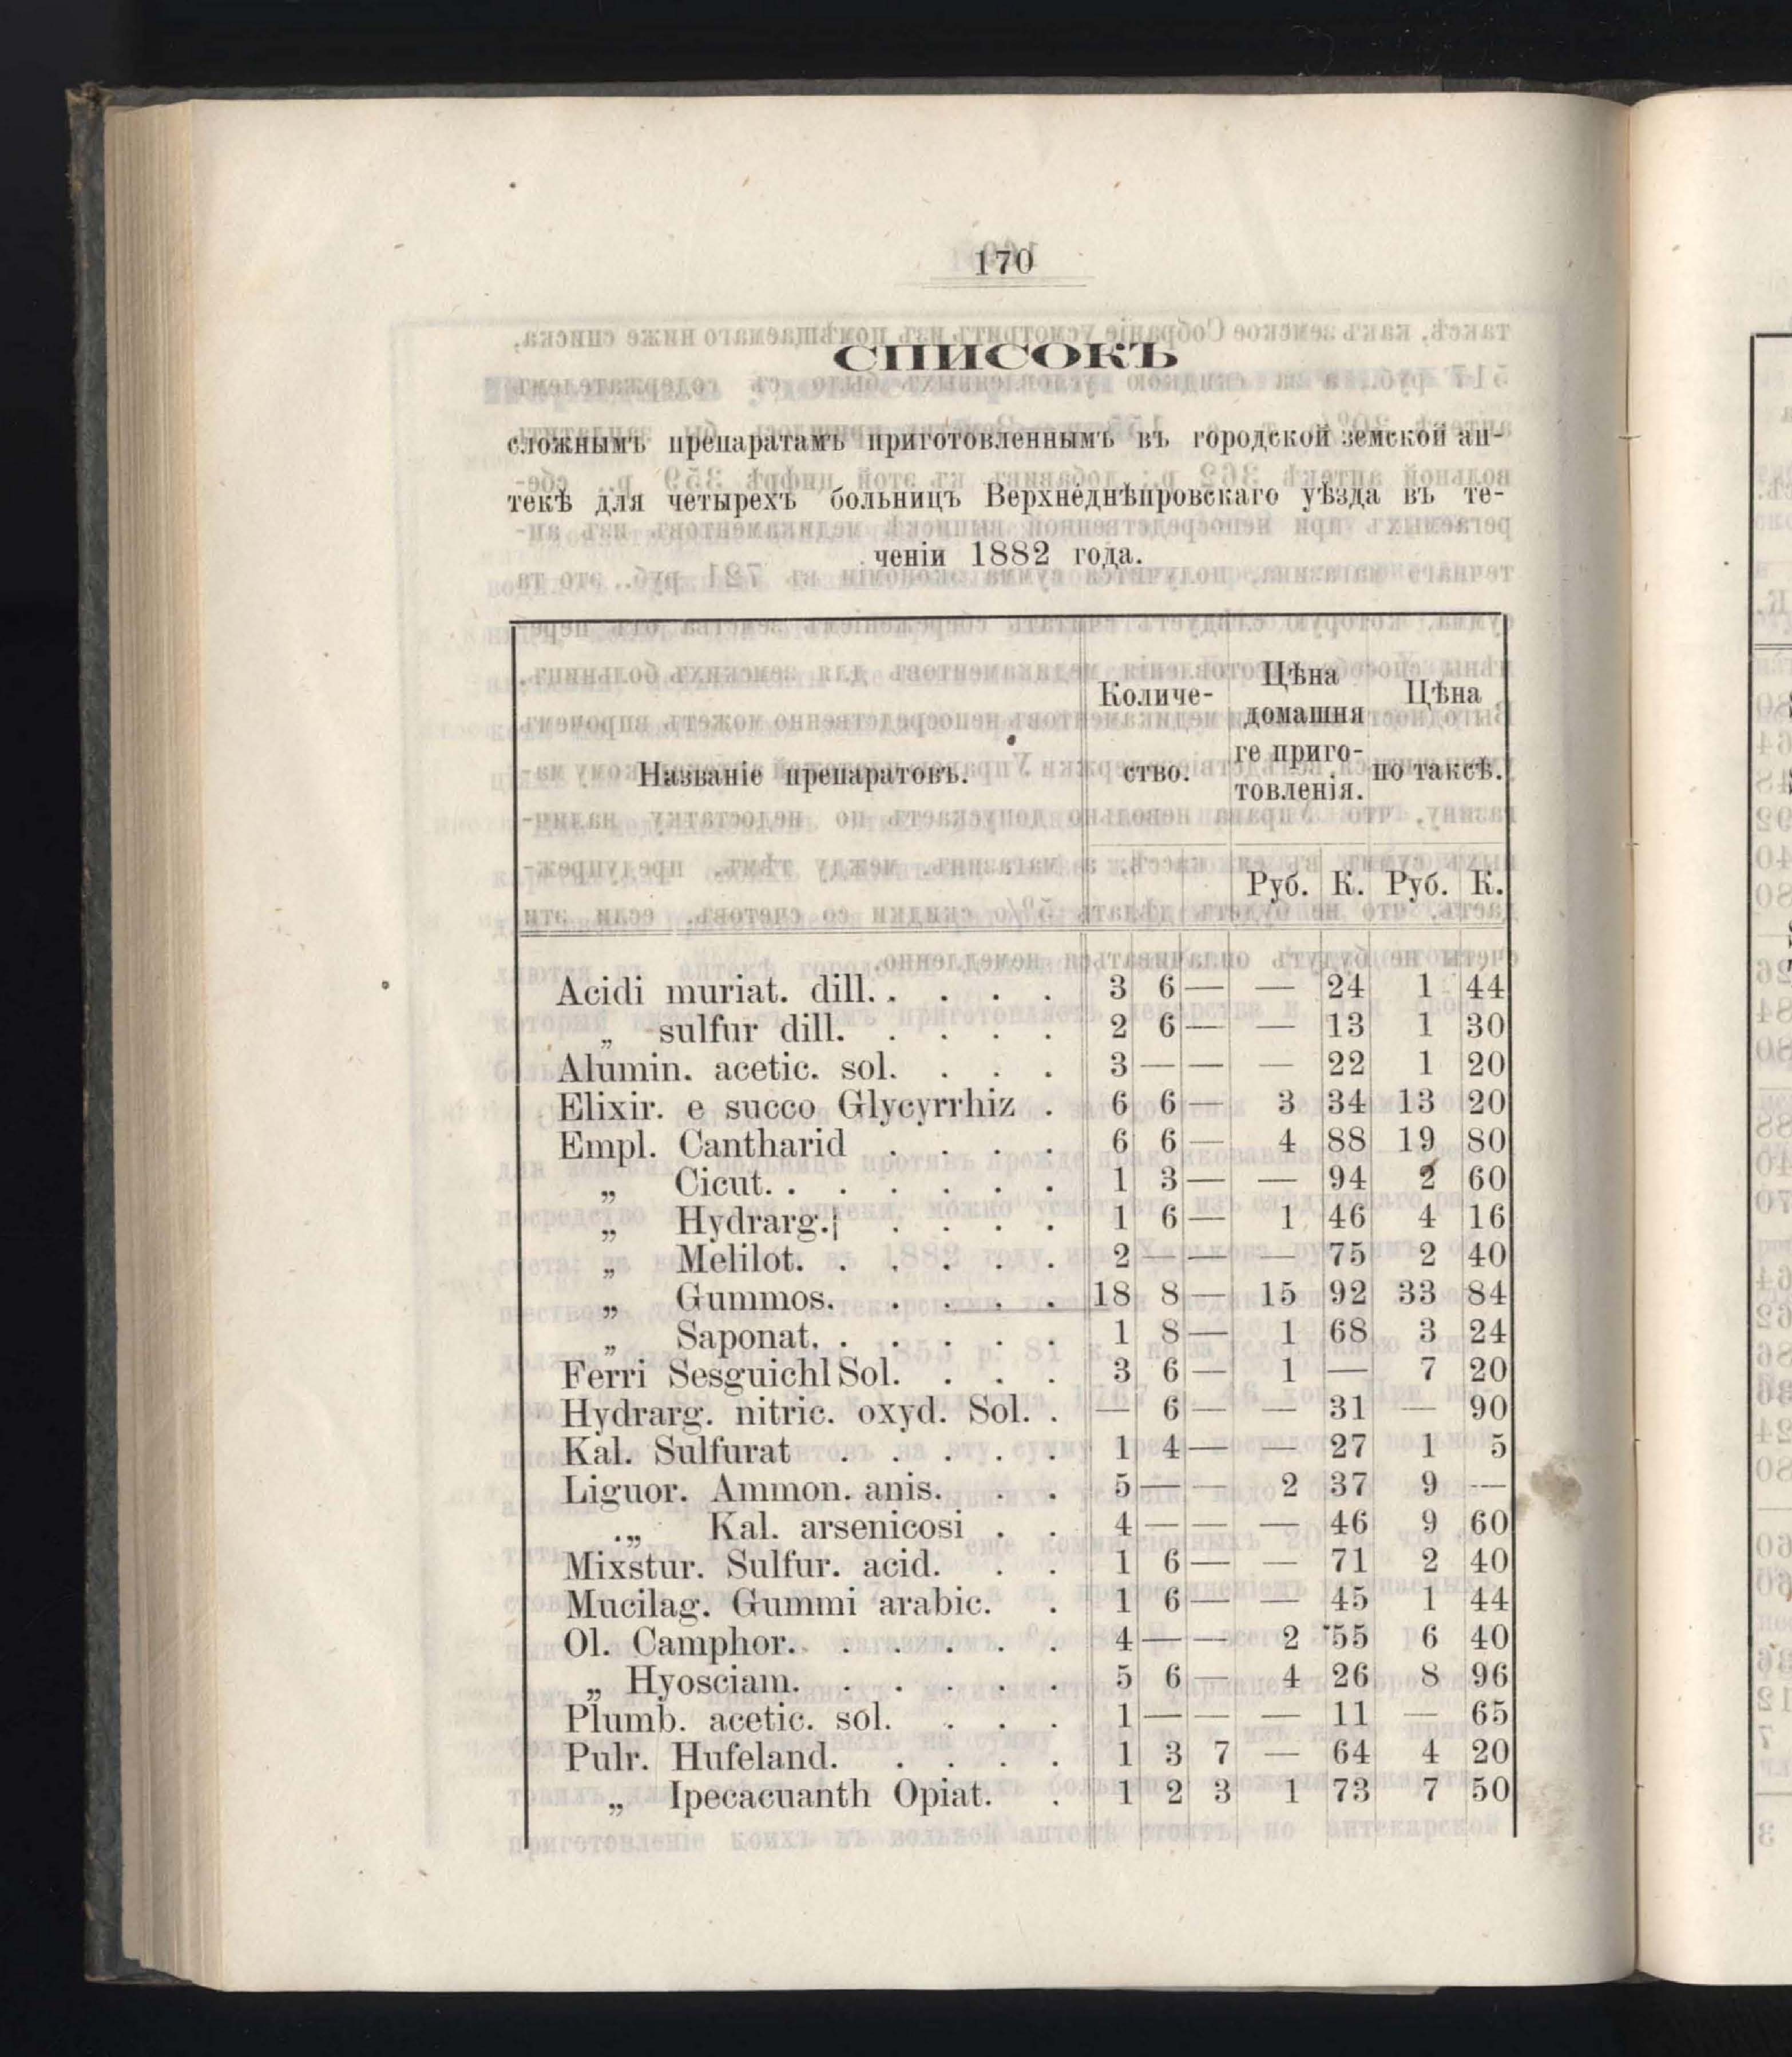 170
СПИСОКЪ
сложнымъ препаратамъ приготовленнымъ въ городской земской ап-
текѣ для четырехъ больницъ Верхнеднѣпровскаго уѣзда въ те-
ченіи 1882 года.
Названіе препаратовъ. Количе-ство. Цѣна домашня ге приго-товленія. Цѣна по таксѣ.
Руб. К. Руб. К.
Acidi muriat. dill. . . . . 3 6 — — 24 1 44
„ sulfur dill. . . . . 2 6 — — 13 1 30
Alumin. acetic. sol. . . . 3 — — — 22 1 20
Elixir. e succo Glycyrrhiz . 6 6 — 3 34 13 20
Empl. Cantharid . . . . 6 6 — 4 88 19 80
„ Cicut. . . . . . . 1 3 — — 94 2 60
„ Hydrarg. . . . . 1 6 — 1 46 4 16
„ Melilot. . . . . . 2 — — — 75 2 40
„ Gummos. . . . . 18 8 — 15 92 33 84
„ Saponat. . . . . . 1 8 — 1 68 3 24
Ferri Sesguichl Sol. . . . 3 6 — 1 — 7 20
Hydrarg. nitric. oxyd. Sol. . — 6 — — 31 — 90
Kal. Sulfurat . . . . . 1 4 — — 27 1 5
Liguor. Ammon. anis. . . 5 — — 2 37 9 —
„ Kal. arsenicosi . . 4 — — — 46 9 60
Mixstur. Sulfur. acid. . . 1 6 — — 71 2 40
Mucilag. Gummi arabic. . 1 6 — — 45 1 44
Ol. Camphor. . . . . . 4 — — 2 55 6 40
„ Hyosciam. . . . . . 5 6 — 4 26 8 96
Plumb. acetic. sol. . . . 1 — — — 11 — 65
Pulr. Hufeland. . . . . 1 3 7 — 64 4 20
„ Ipecacuanth Opiat. . 1 2 3 1 73 7 50